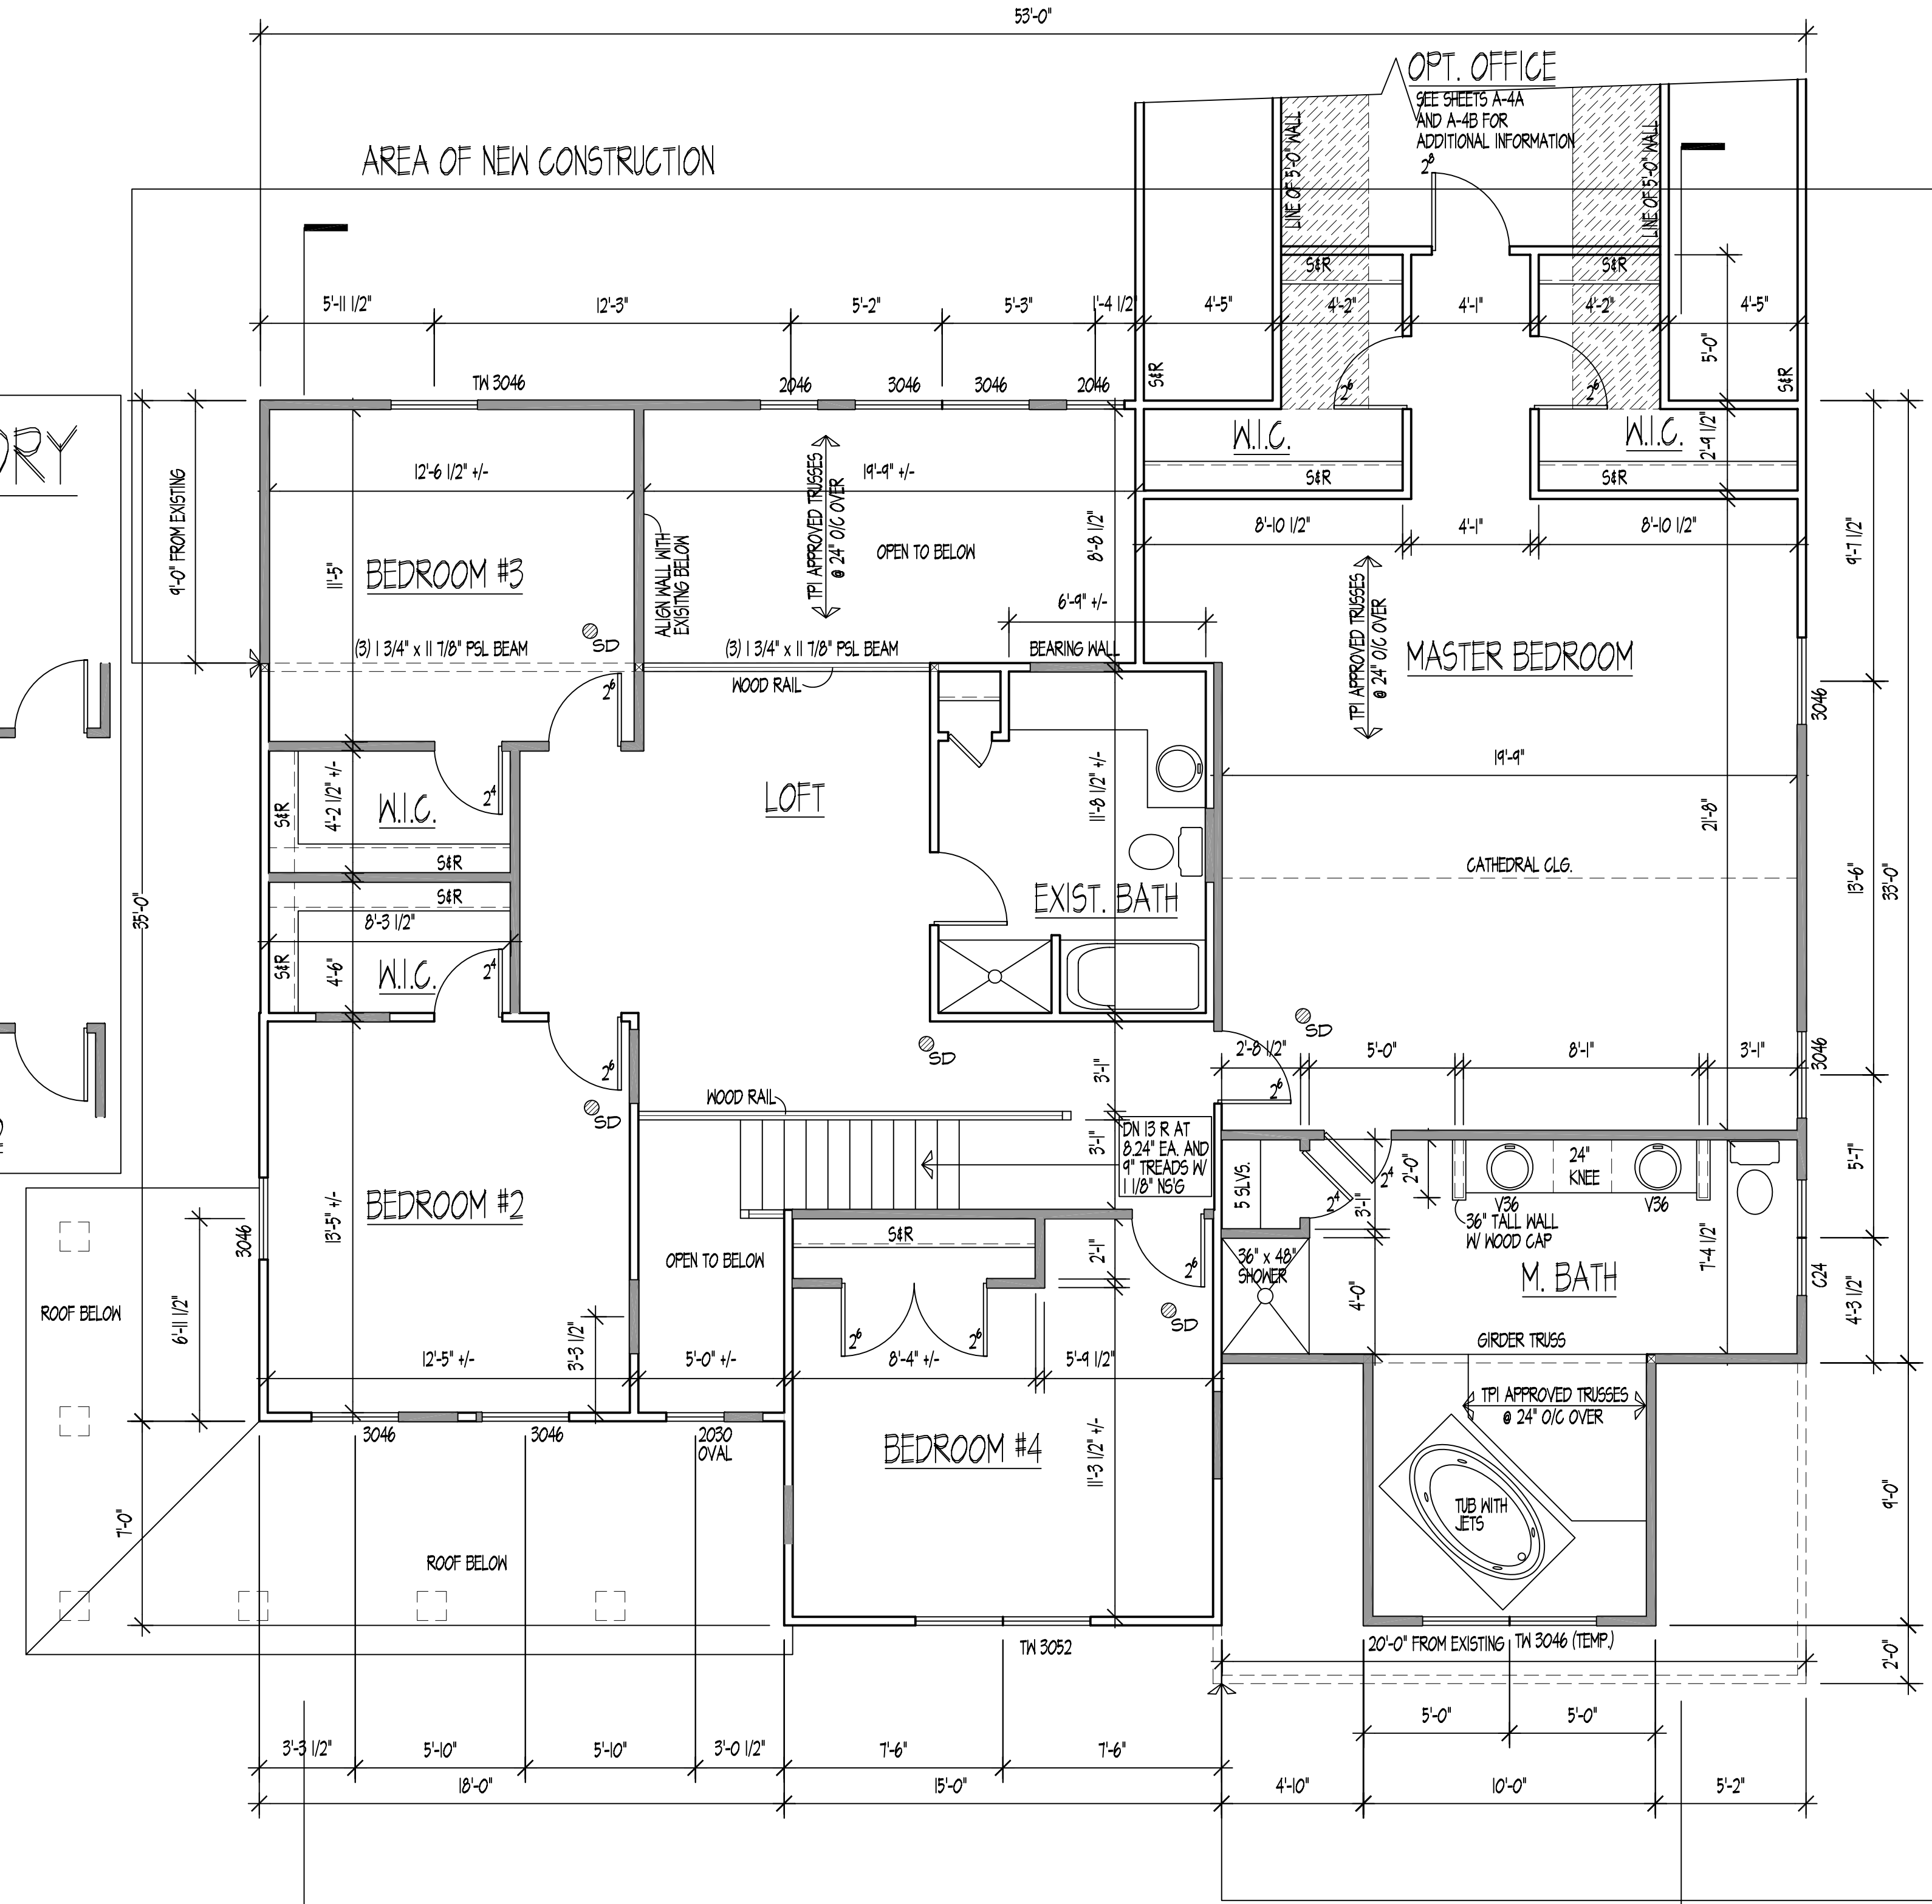 53'-0"
OPT. OFFICE
SEE SHEETS A-4A
AND A-4B FOR
ADDITIONAL INFORMATION
AREA OF NEW CONSTRUCTION
LINE OF 5'-0" WALL
LINE OF 5'-0" WALL
2⁸
S&R
S&R
5'-11 1/2"
12'-3"
5'-2"
5'-3"
1'-4 1/2"
4'-5"
4'-2"
4'-1"
4'-2"
4'-5"
5'-0"
S&R
S&R
TW 3046
2046
3046
3046
2046
2⁶
2⁶
W.I.C.
W.I.C.
2'-9 1/2"
S&R
S&R
12'-6 1/2" +/-
19'-9" +/-
9'-0" FROM EXISTING
TPI APPROVED TRUSSES
@ 24" O/C OVER
8'-8 1/2"
8'-10 1/2"
4'-1"
8'-10 1/2"
9'-7 1/2"
OPEN TO BELOW
ALIGN WALL WITH
EXISITNG BELOW
11'-5"
BEDROOM #3
6'-9" +/-
TPI APPROVED TRUSSES
@ 24" O/C OVER
SD
(3) 1 3/4" x 11 7/8" PSL BEAM
(3) 1 3/4" x 11 7/8" PSL BEAM
BEARING WALL
MASTER BEDROOM
WOOD RAIL
2⁶
3046
19'-9"
LOFT
11'-8 1/2" +/-
21'-8"
S&R
4'-2 1/2" +/-
W.I.C.
2⁴
S&R
CATHEDRAL CLG.
13'-6"
33'-0"
35'-0"
S&R
8'-3 1/2"
EXIST. BATH
S&R
4'-6"
W.I.C.
2⁴
SD
SD
2'-8 1/2"
5'-0"
8'-1"
3'-1"
3046
2⁶
3'-1"
2⁶
WOOD RAIL
SD
3'-1"
DN 13 R AT
8.24" EA. AND
9" TREADS W/
1 1/8" NS'G
5 SLVS.
2⁴
2⁴
2'-0"
24"
KNEE
5'-7"
3'-1"
V36
V36
36" TALL WALL
W/ WOOD CAP
BEDROOM #2
13'-5" +/-
3046
S&R
2'-1"
OPEN TO BELOW
2⁶
36" x 48"
SHOWER
7'-4 1/2"
M. BATH
C24
4'-0"
4'-3 1/2"
ROOF BELOW
6'-11 1/2"
SD
3'-3 1/2"
2⁶
2⁶
GIRDER TRUSS
12'-5" +/-
5'-0" +/-
8'-4" +/-
5'-9 1/2"
TPI APPROVED TRUSSES
@ 24" O/C OVER
3046
3046
2030
OVAL
BEDROOM #4
11'-3 1/2" +/-
7'-0"
TUB WITH
JETS
9'-0"
ROOF BELOW
TW 3052
20'-0" FROM EXISTING
TW 3046 (TEMP.)
2'-0"
5'-0"
5'-0"
3'-3 1/2"
5'-10"
5'-10"
3'-0 1/2"
7'-6"
7'-6"
18'-0"
15'-0"
4'-10"
10'-0"
5'-2"